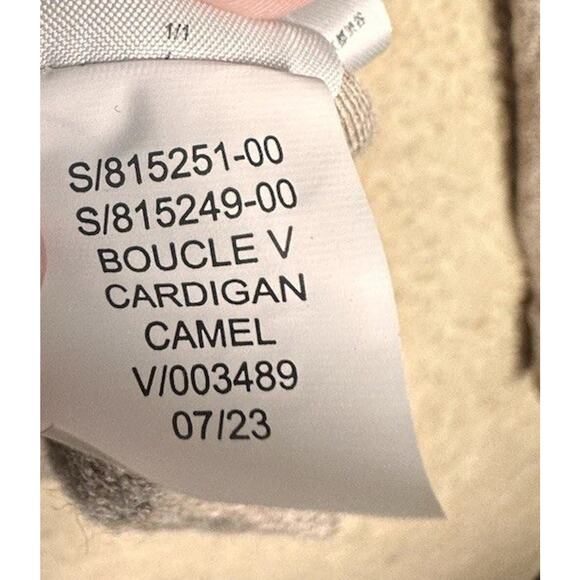 1/1
S/815251-00
S/815249-00
BOUCLE V
CARDIGAN
CAMEL
V/003489
07/23